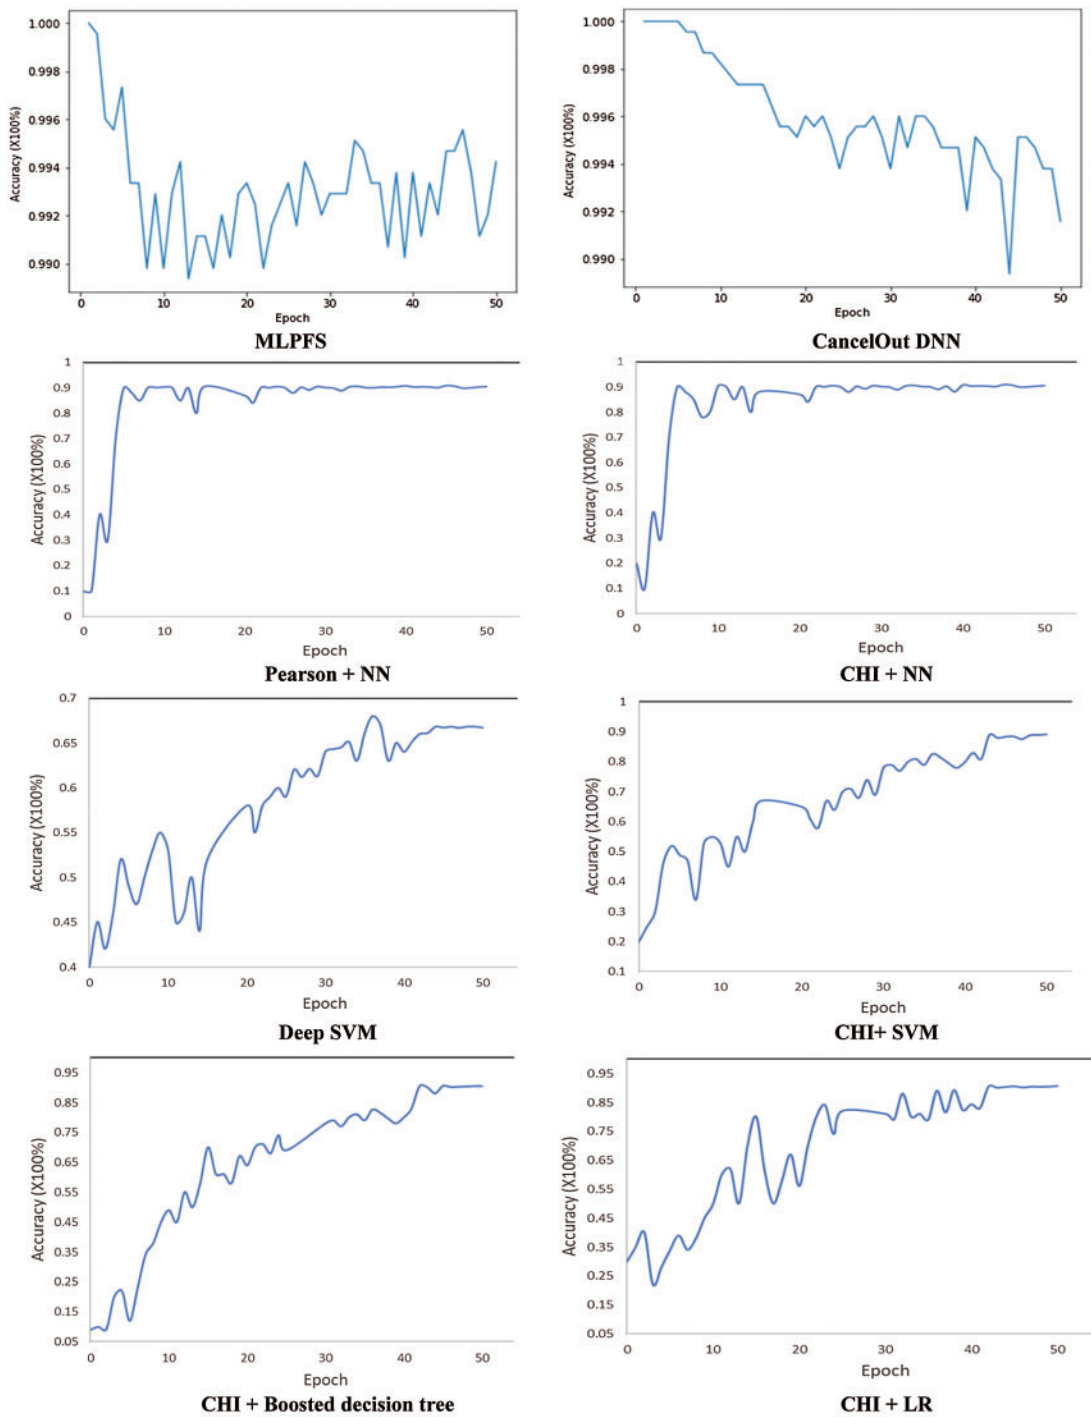 1.000
0.998
0.996
0.994
0.992
0.990
Accuracy (X100%)
0 10 20 30 40 50
Epoch
MLPFS
1.000
0.998
0.996
0.994
0.992
0.990
Accuracy (X100%)
0 10 20 30 40 50
Epoch
CancelOut DNN
1
0.9
0.8
0.7
0.6
0.5
0.4
0.3
0.2
0.1
0
Accuracy (X100%)
0 10 20 30 40 50
Epoch
Pearson + NN
1
0.9
0.8
0.7
0.6
0.5
0.4
0.3
0.2
0.1
0
Accuracy (X100%)
0 10 20 30 40 50
Epoch
CHI + NN
0.7
0.65
0.6
0.55
0.5
0.45
0.4
Accuracy (X100%)
0 10 20 30 40 50
Epoch
Deep SVM
1
0.9
0.8
0.7
0.6
0.5
0.4
0.3
0.2
0.1
Accuracy (X100%)
0 10 20 30 40 50
Epoch
CHI+ SVM
0.95
0.85
0.75
0.65
0.55
0.45
0.35
0.25
0.15
0.05
Accuracy (X100%)
0 10 20 30 40 50
Epoch
CHI + Boosted decision tree
0.95
0.85
0.75
0.65
0.55
0.45
0.35
0.25
0.15
0.05
Accuracy (X100%)
0 10 20 30 40 50
Epoch
CHI + LR